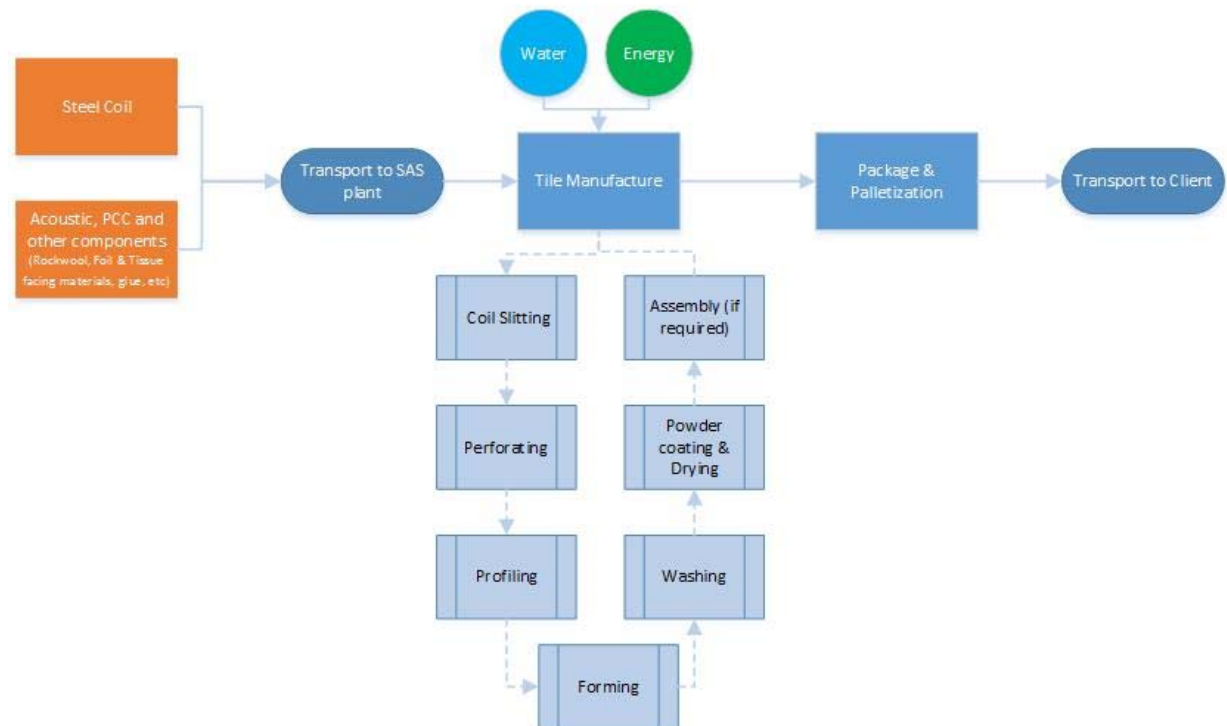 Water
Energy
Steel Coil
Acoustic, PCC and
other components
(Rockwool, Foil & Tissue
facing materials, glue, etc)
Transport to SAS
plant
Tile Manufacture
Package &
Palletization
Transport to Client
Coil Slitting
Perforating
Profiling
Forming
Washing
Powder
coating &
Drying
Assembly (if
required)